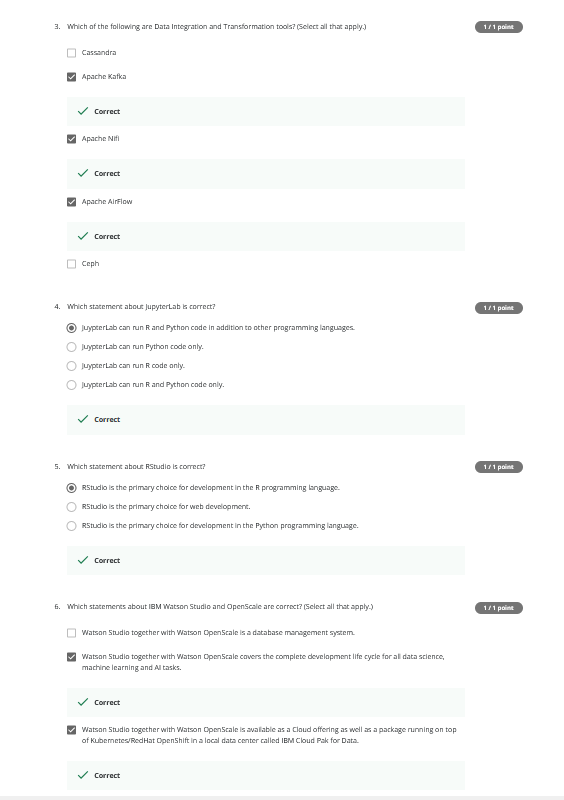 3. Which of the following are Data Integration and Transformation tools? (Select all that apply.)
1 / 1 point
Cassandra
Apache Kafka
Correct
Apache Nifi
Correct
Apache AirFlow
Correct
Ceph
4. Which statement about JupyterLab is correct?
1 / 1 point
JuypterLab can run R and Python code in addition to other programming languages.
JuypterLab can run Python code only.
JuypterLab can run R code only.
JuypterLab can run R and Python code only.
Correct
5. Which statement about RStudio is correct?
1 / 1 point
RStudio is the primary choice for development in the R programming language.
RStudio is the primary choice for web development.
RStudio is the primary choice for development in the Python programming language.
Correct
6. Which statements about IBM Watson Studio and OpenScale are correct? (Select all that apply.)
1 / 1 point
Watson Studio together with Watson OpenScale is a database management system.
Watson Studio together with Watson OpenScale covers the complete development life cycle for all data science,
machine learning and AI tasks.
Correct
Watson Studio together with Watson OpenScale is available as a Cloud offering as well as a package running on top
of Kubernetes/RedHat OpenShift in a local data center called IBM Cloud Pak for Data.
Correct